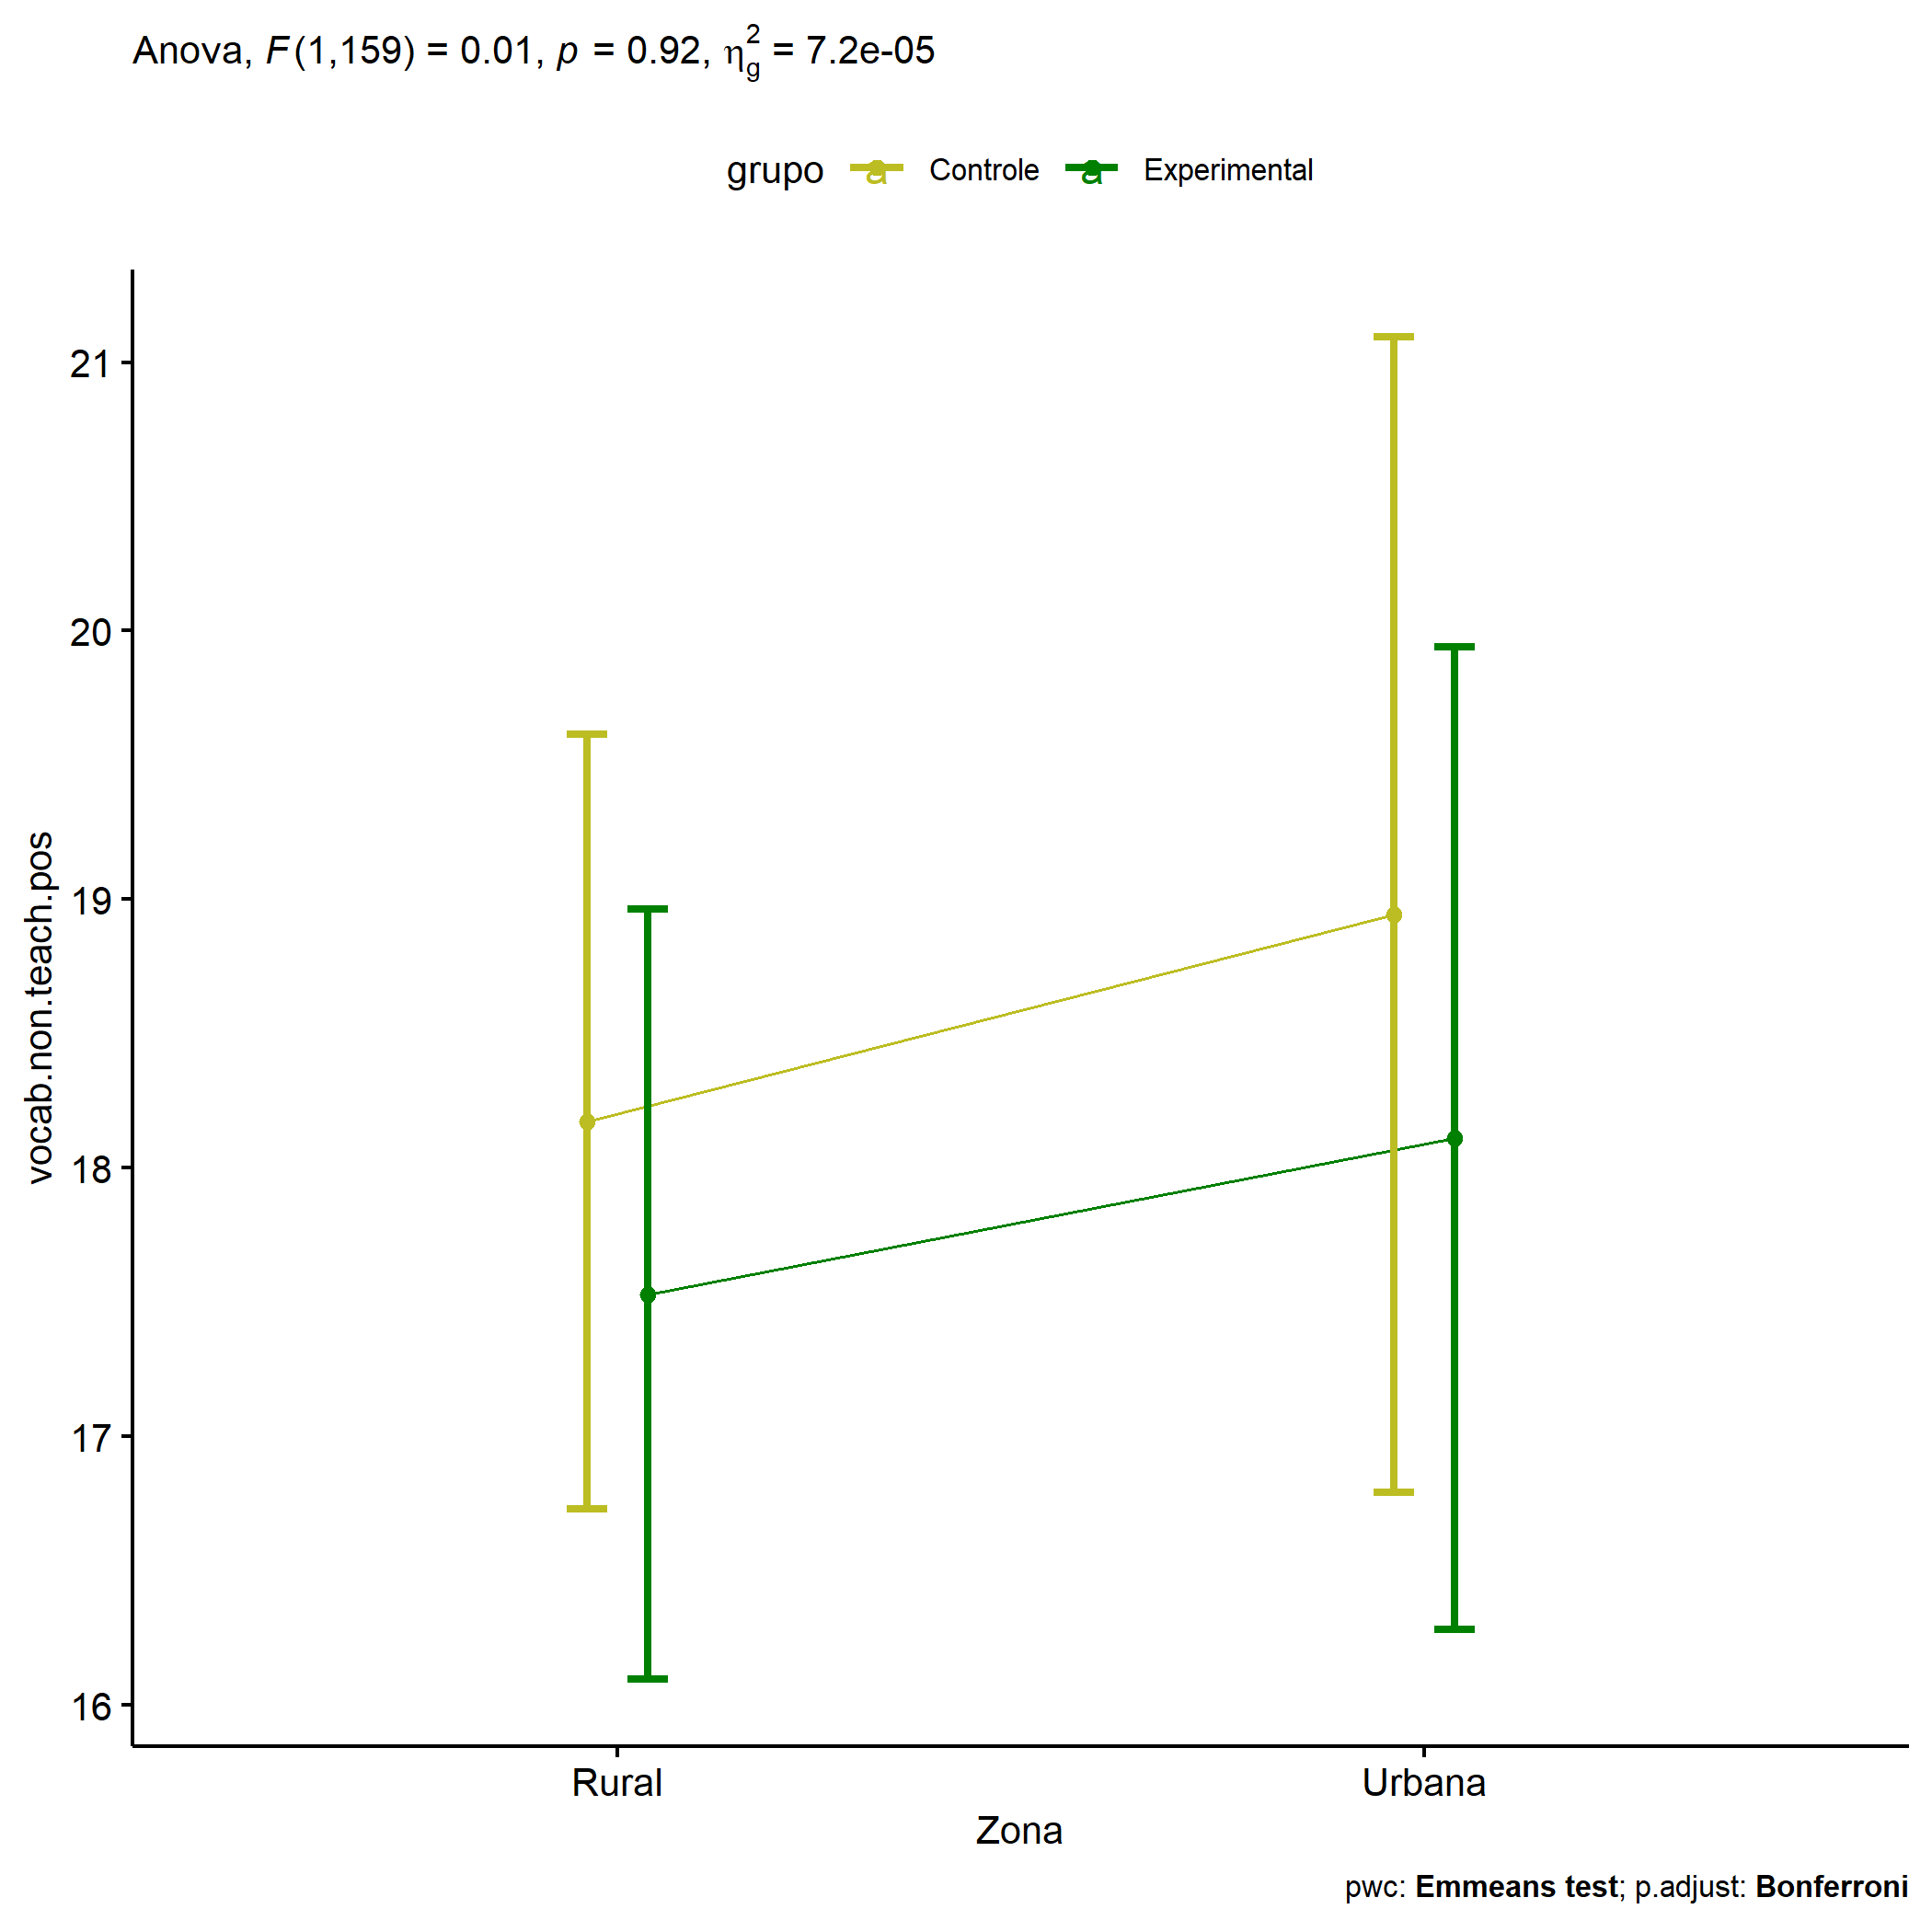 Anova, F(1,159) = 0.01, p = 0.92, η²g = 7.2e-05
grupo a Controle a Experimental
21
20
19
18
17
16
vocab.non.teach.pos
Rural Urbana
Zona
pwc: Emmeans test; p.adjust: Bonferroni